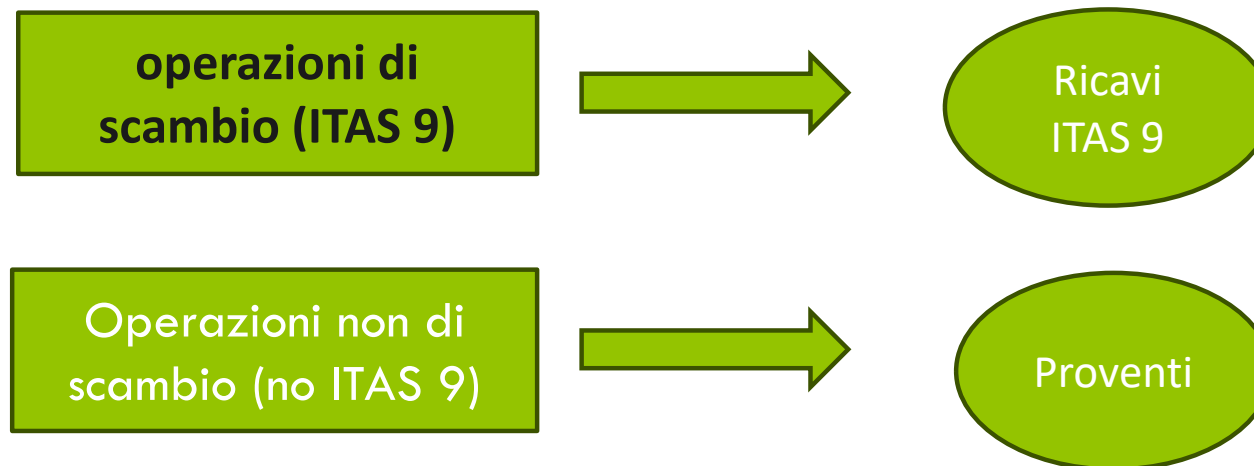 operazioni di
scambio (ITAS 9)
Ricavi
ITAS 9
Operazioni non di
scambio (no ITAS 9)
Proventi